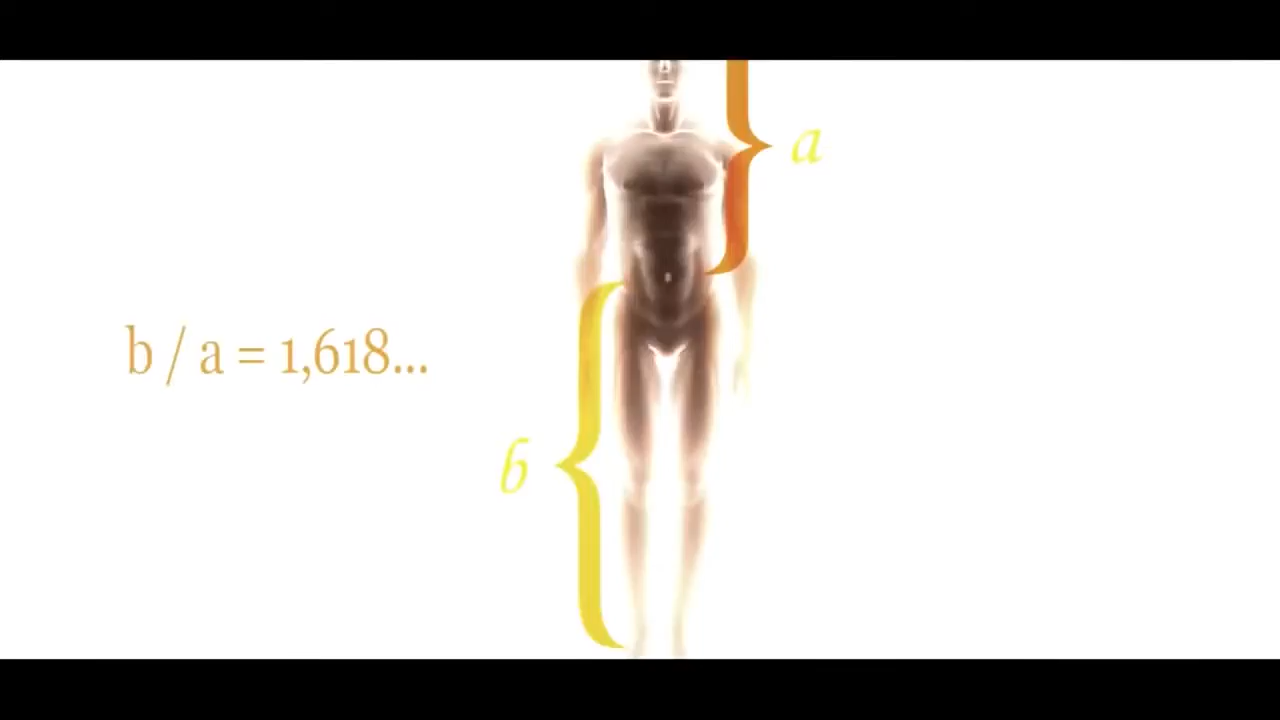 a
b / a = 1,618...
b